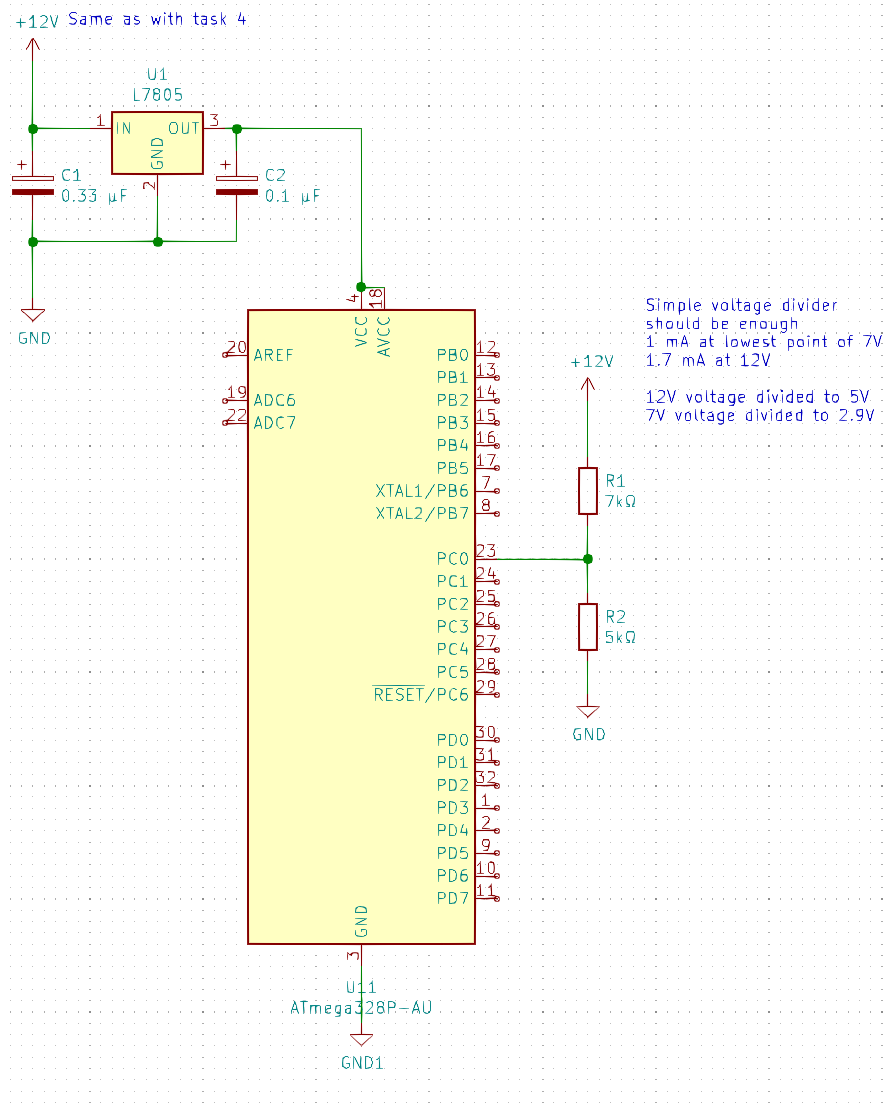 +12V
Same as with task 4
U1
L7805
1
IN
OUT
3
GND
2
+
C1
0.33 µF
+
C2
0.1 µF
GND
4
18
VCC
AVCC
20
AREF
19
ADC6
22
ADC7
PB0
12
PB1
13
PB2
14
PB3
15
PB4
16
PB5
17
XTAL1/PB6
7
XTAL2/PB7
8
PC0
23
PC1
24
PC2
25
PC3
26
PC4
27
PC5
28
RESET/PC6
29
PD0
30
PD1
31
PD2
32
PD3
1
PD4
2
PD5
9
PD6
10
PD7
11
GND
3
U11
ATmega328P-AU
GND1
Simple voltage divider
should be enough
1 mA at lowest point of 7V
1.7 mA at 12V
12V voltage divided to 5V
7V voltage divided to 2.9V
+12V
R1
7kΩ
R2
5kΩ
GND